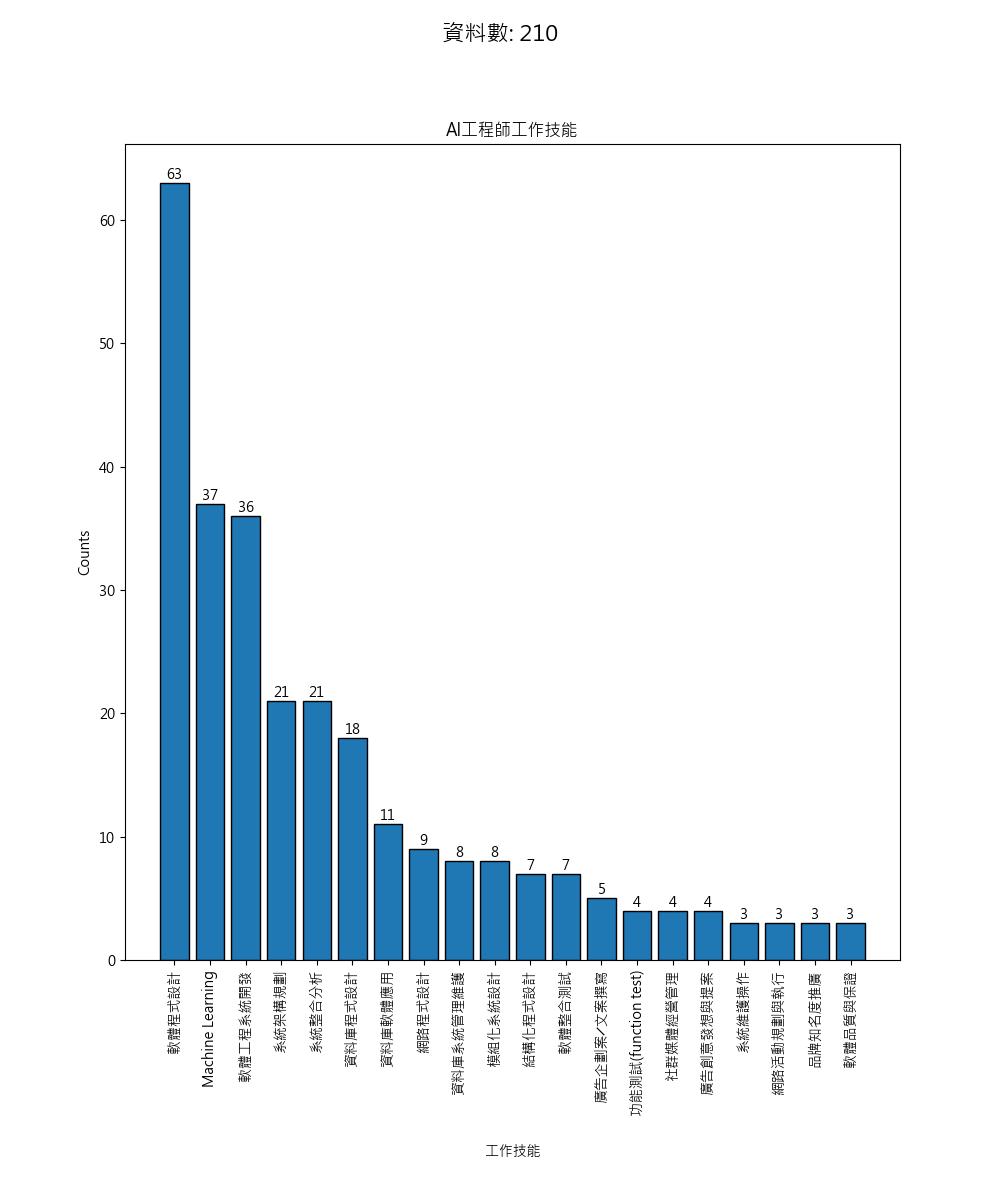 資料數: 210
AI工程師工作技能
63
37
36
21
21
18
11
9
8
8
7
7
5
4
4
4
3
3
3
3
60
50
40
30
20
10
0
Counts
軟體程式設計
Machine Learning
軟體工程系統開發
系統架構規劃
系統整合分析
資料庫程式設計
資料庫軟體應用
網路程式設計
資料庫系統管理維護
模組化系統設計
結構化程式設計
軟體整合測試
廣告企劃案／文案撰寫
功能測試(function test)
社群媒體經營管理
廣告創意發想與提案
系統維護操作
網路活動規劃與執行
品牌知名度推廣
軟體品質與保證
工作技能